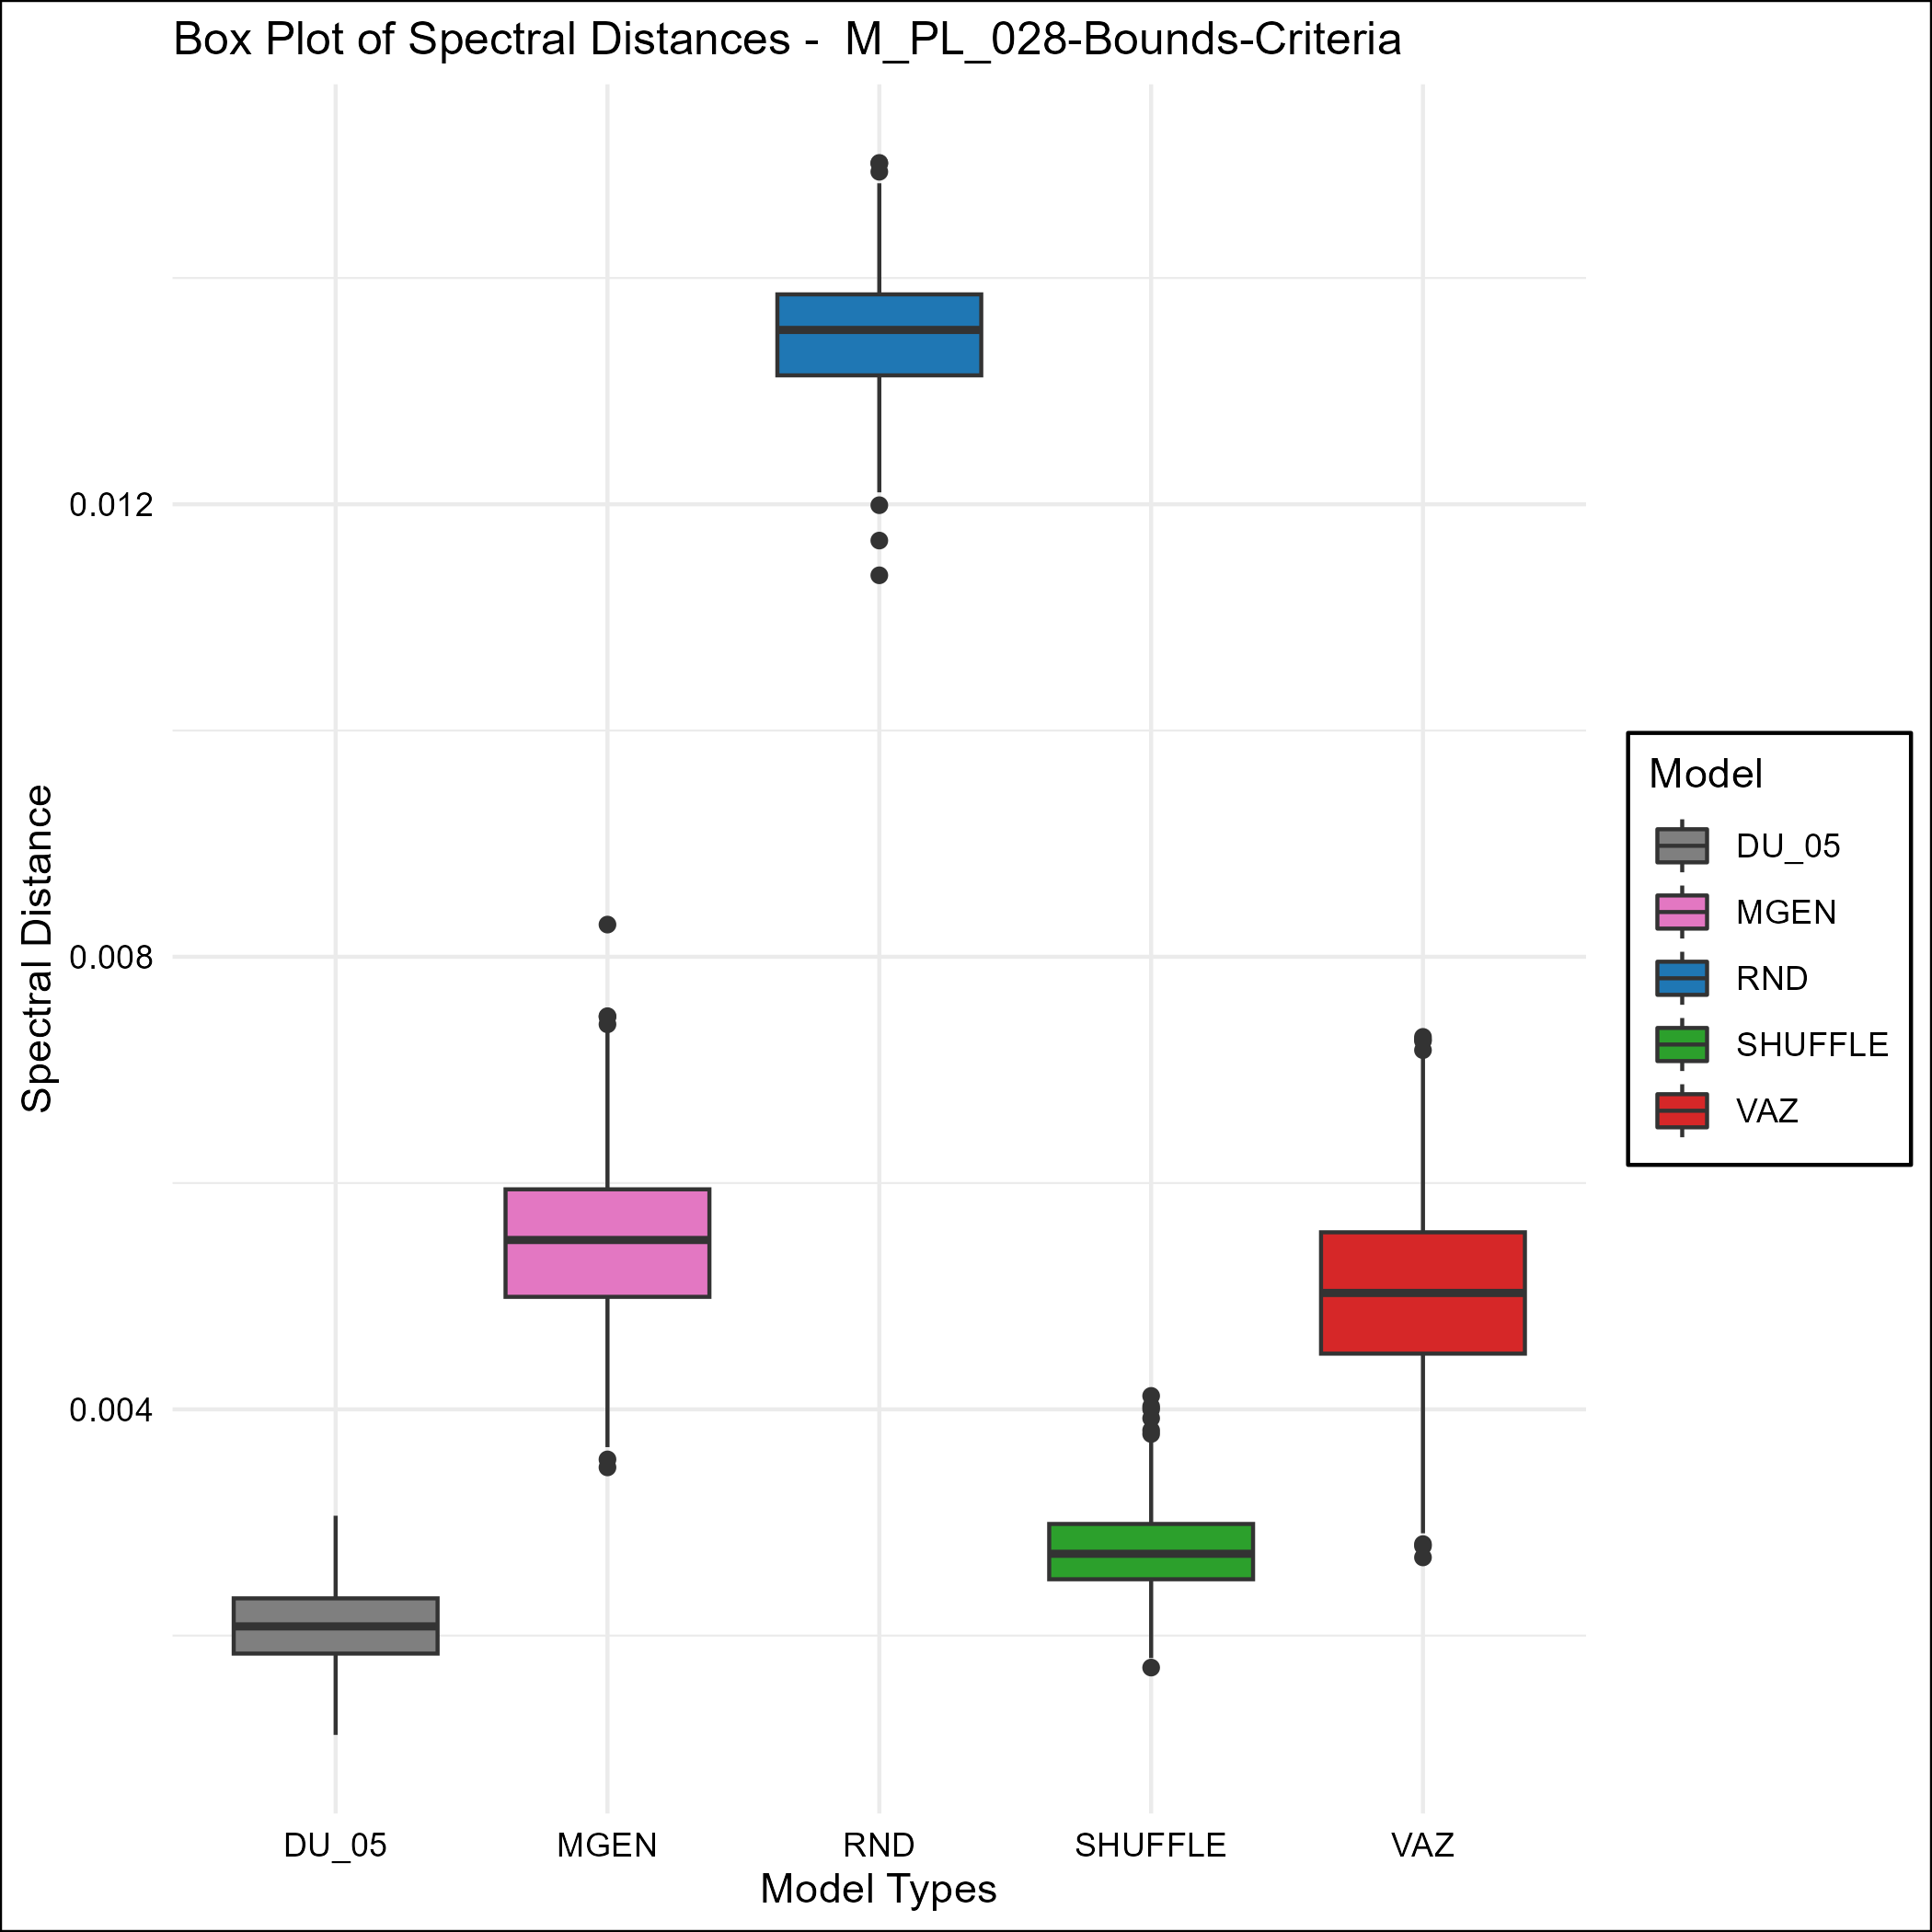 Box Plot of Spectral Distances -  M_PL_028-Bounds-Criteria
Spectral Distance
0.012
0.008
0.004
DU_05
MGEN
RND
SHUFFLE
VAZ
Model Types
Model
DU_05
MGEN
RND
SHUFFLE
VAZ